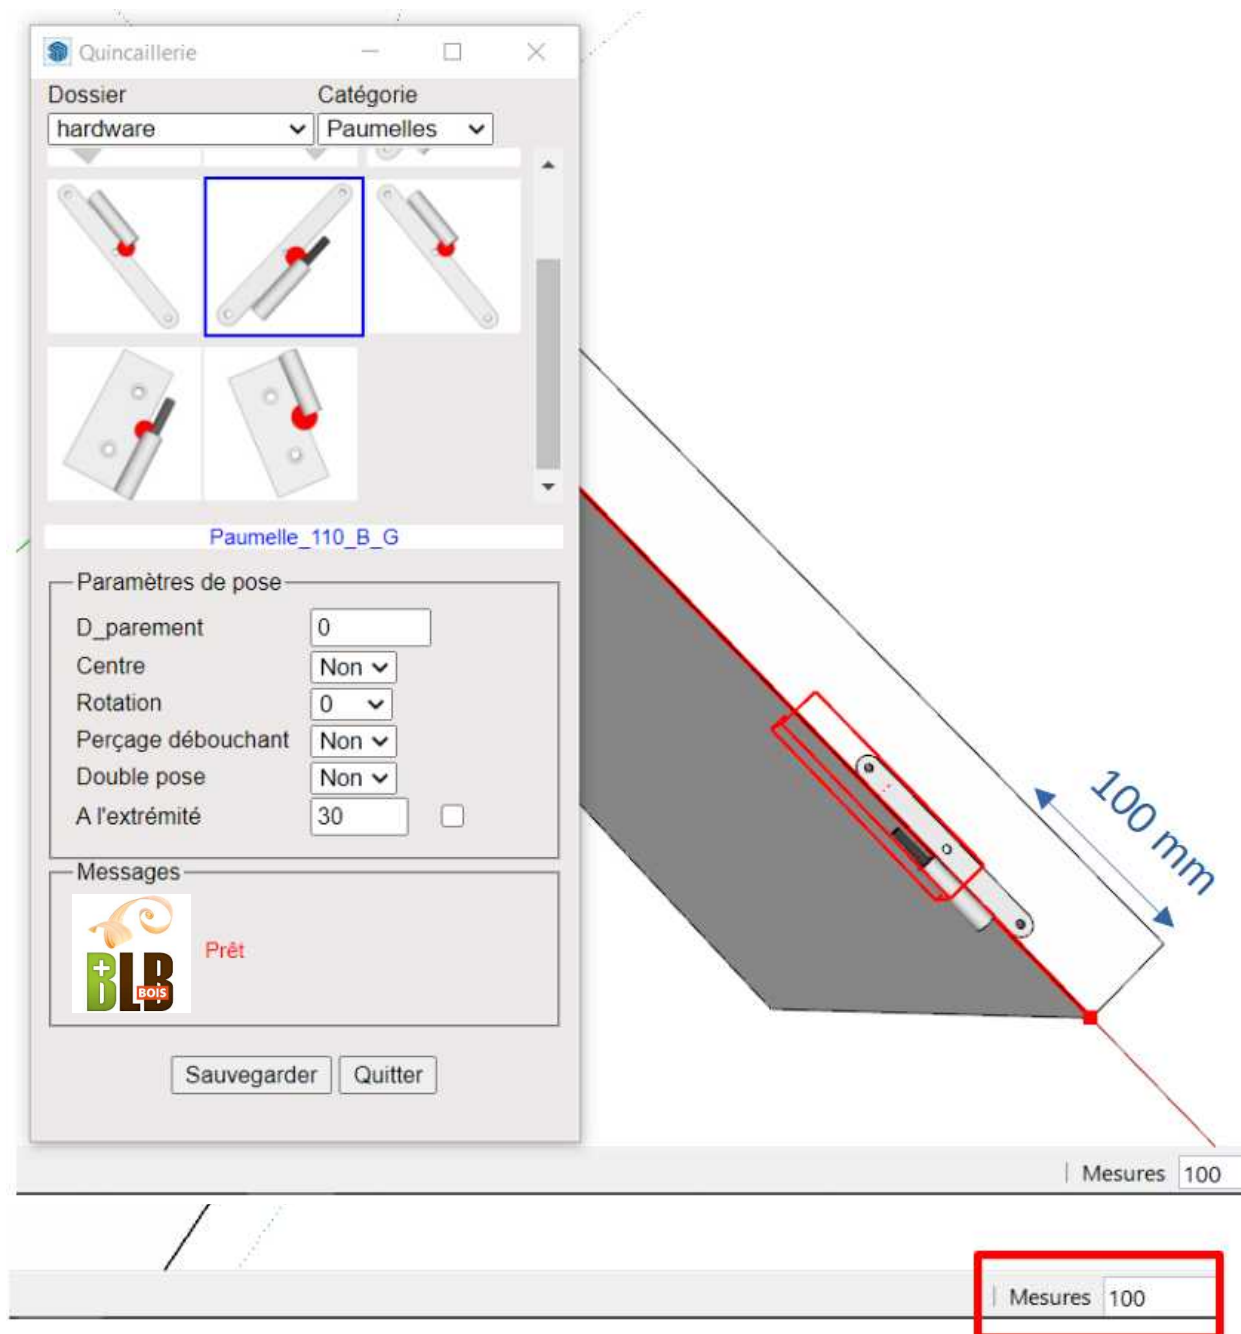 Quincaillerie
Dossier Catégorie
hardware Paumelles
Paumelle_110_B_G
Paramètres de pose
D_parement 0
Centre Non
Rotation 0
Perçage débouchant Non
Double pose Non
A l'extrémité 30
Messages
BLB
BOIS
Prêt
Sauvegarder Quitter
100 mm
Mesures 100
Mesures 100